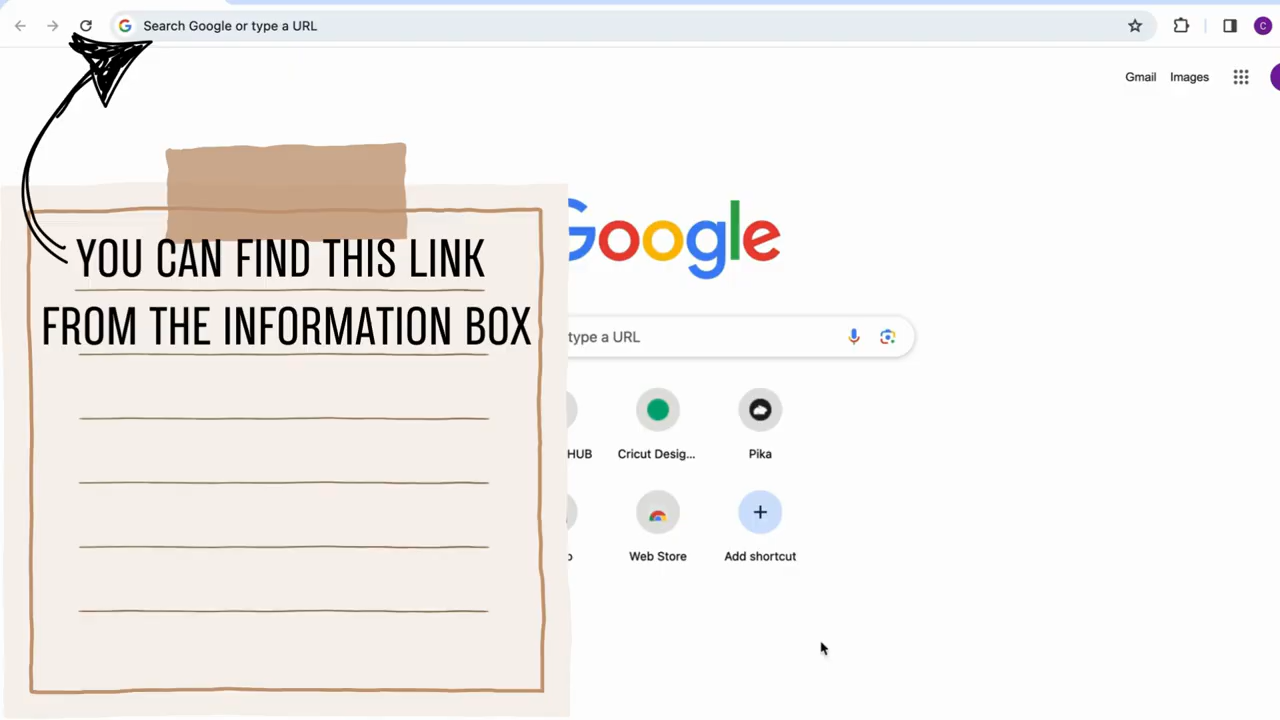 Search Google or type a URL
C
Gmail Images
YOU CAN FIND THIS LINK
FROM THE INFORMATION BOX
Google
type a URL
HUB
Cricut Desig...
Pika
Web Store
Add shortcut